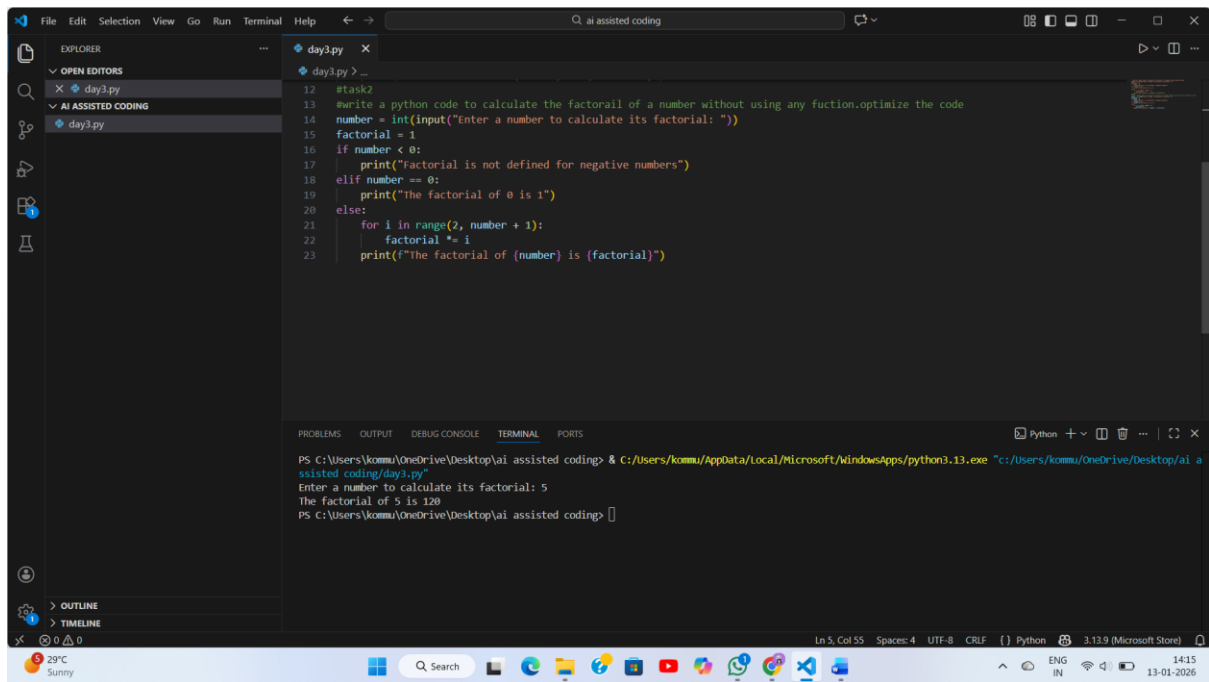 File Edit Selection View Go Run Terminal Help
ai assisted coding
EXPLORER
OPEN EDITORS
day3.py
AI ASSISTED CODING
day3.py
day3.py
day3.py > ...
12 #task2
13 #write a python code to calculate the factorail of a number without using any fuction.optimize the code
14 number = int(input("Enter a number to calculate its factorial: "))
15 factorial = 1
16 if number < 0:
17 print("Factorial is not defined for negative numbers")
18 elif number == 0:
19 print("The factorial of 0 is 1")
20 else:
21 for i in range(2, number + 1):
22 factorial *= i
23 print(f"The factorial of {number} is {factorial}")
PROBLEMS OUTPUT DEBUG CONSOLE TERMINAL PORTS
Python
PS C:\Users\kommu\OneDrive\Desktop\ai assisted coding> & C:/Users/kommu/AppData/Local/Microsoft/WindowsApps/python3.13.exe "c:/Users/kommu/OneDrive/Desktop/ai a
ssisted coding/day3.py"
Enter a number to calculate its factorial: 5
The factorial of 5 is 120
PS C:\Users\kommu\OneDrive\Desktop\ai assisted coding>
OUTLINE
TIMELINE
0 0
Ln 5, Col 55 Spaces: 4 UTF-8 CRLF {} Python 3.13.9 (Microsoft Store)
5
29°C
Sunny
Search
ENG
IN
14:15
13-01-2026